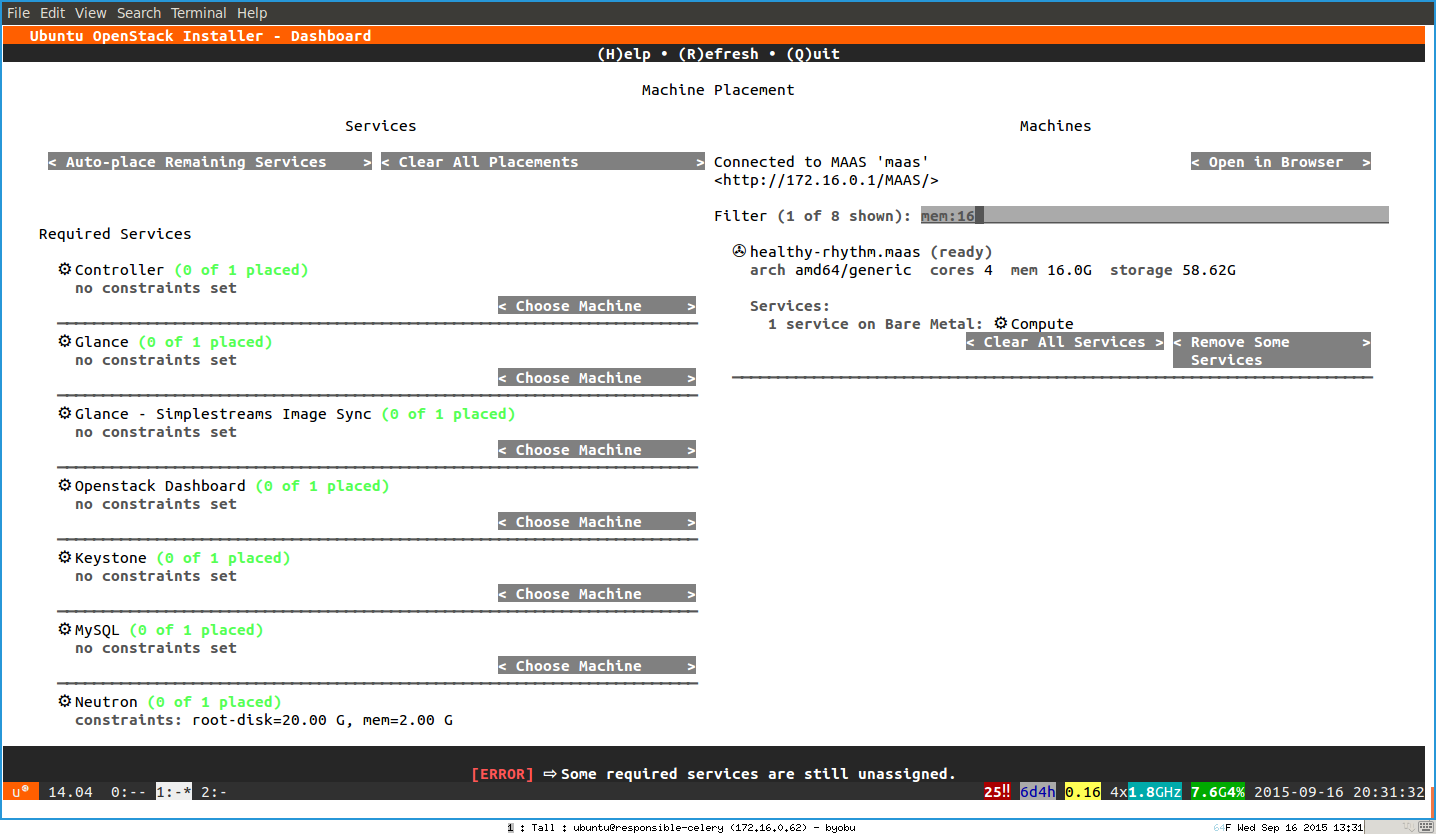 File Edit View Search Terminal Help
Ubuntu OpenStack Installer - Dashboard
(H)elp • (R)efresh • (Q)uit
Machine Placement
Services
< Auto-place Remaining Services > < Clear All Placements >
Required Services
⚙ Controller (0 of 1 placed)
no constraints set
< Choose Machine >
⚙ Glance (0 of 1 placed)
no constraints set
< Choose Machine >
⚙ Glance - Simplestreams Image Sync (0 of 1 placed)
no constraints set
< Choose Machine >
⚙ Openstack Dashboard (0 of 1 placed)
no constraints set
< Choose Machine >
⚙ Keystone (0 of 1 placed)
no constraints set
< Choose Machine >
⚙ MySQL (0 of 1 placed)
no constraints set
< Choose Machine >
⚙ Neutron (0 of 1 placed)
constraints: root-disk=20.00 G, mem=2.00 G
Machines
Connected to MAAS 'maas' < Open in Browser >
<http://172.16.0.1/MAAS/>
Filter (1 of 8 shown): mem:16
✇ healthy-rhythm.maas (ready)
arch amd64/generic cores 4 mem 16.0G storage 58.62G
Services:
1 service on Bare Metal: ⚙ Compute
< Clear All Services > < Remove Some >
Services
[ERROR] ⇨ Some required services are still unassigned.
u® 14.04 0:-- 1:-* 2:- 25!! 6d4h 0.16 4x1.8GHz 7.6G4% 2015-09-16 20:31:32
1 : Tall : ubuntu@responsible-celery (172.16.0.62) - byobu 64F Wed Sep 16 2015 13:31